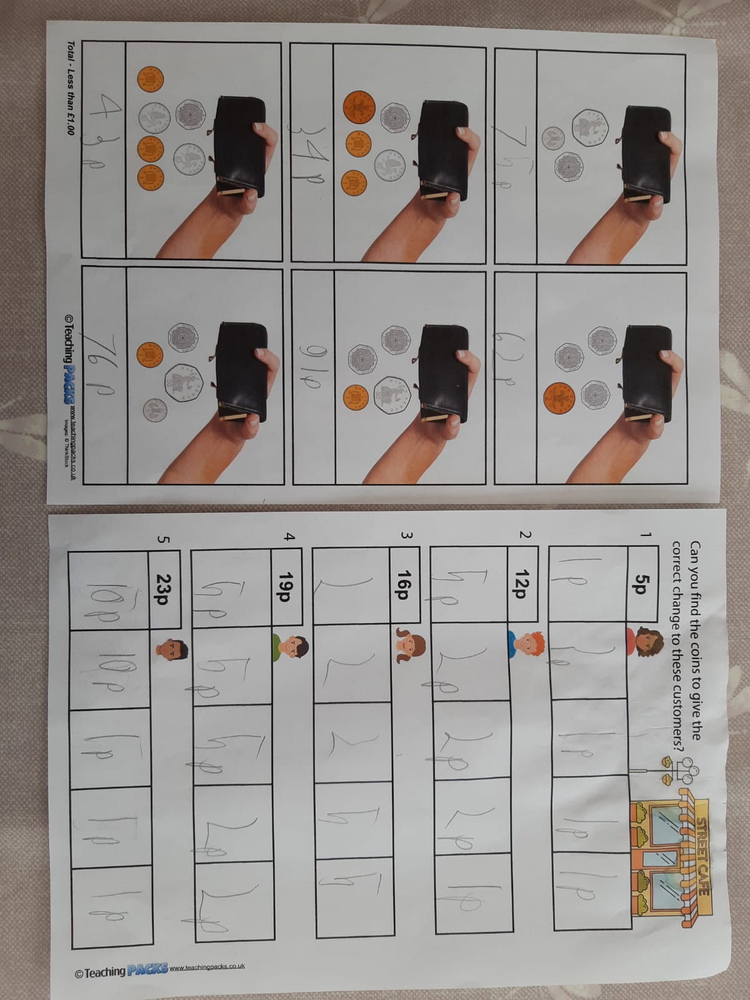 75p 62p
34p 91p
43p 76p
Total - Less than £1.00
©Teaching PACKS www.teachingpacks.co.uk
Images: © ThinkStock
Can you find the coins to give the
correct change to these customers?
STREET CAFE
1 5p
1p 2p 1p 1p 1p
2 12p
5p 2p 2p 2p 1p
3 16p
2 2 2 5 5
4 19p
5p 5p 5p 2p 2p
5 23p
10p 10p 1p 1p 1p
©Teaching PACKS www.teachingpacks.co.uk